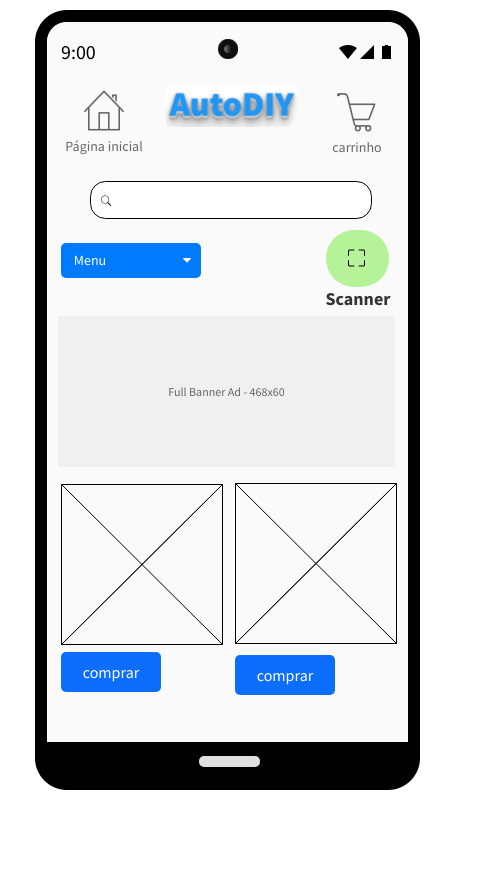 9:00
AutoDIY
Página inicial
carrinho
Menu
Scanner
Full Banner Ad - 468x60
comprar
comprar